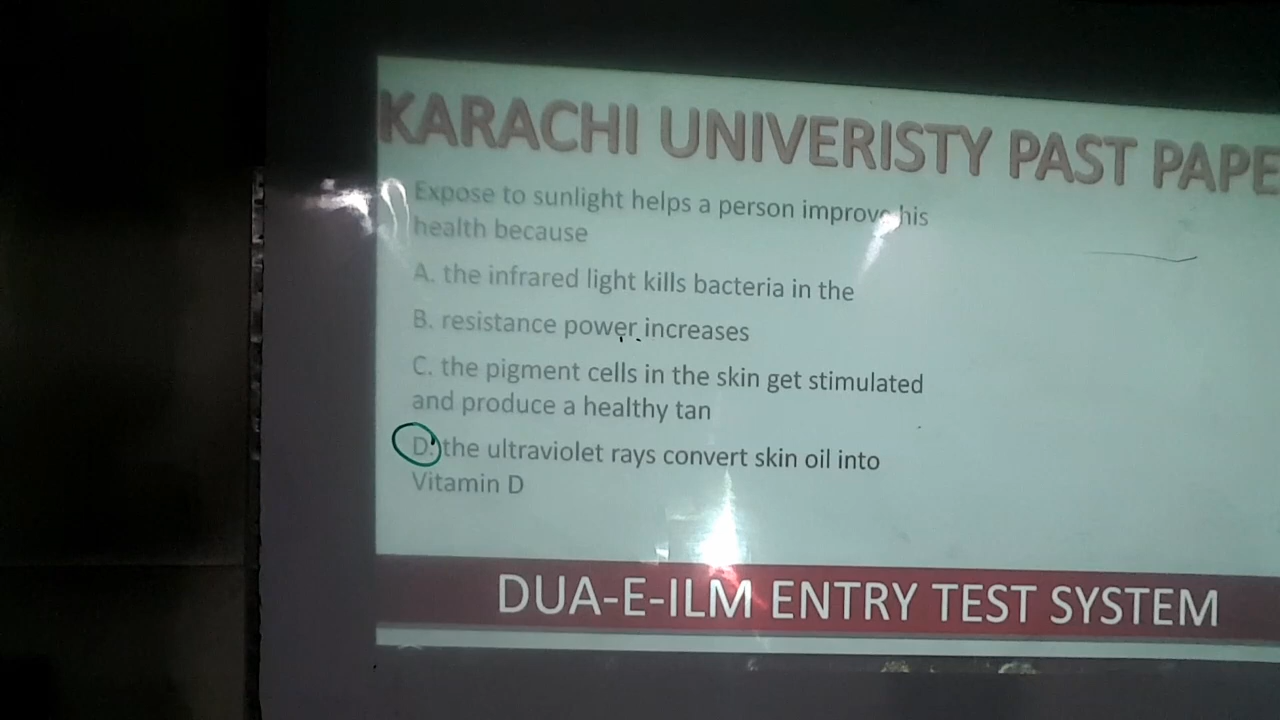 KARACHI UNIVERISTY PAST PAPE
Expose to sunlight helps a person improve his
health because
A. the infrared light kills bacteria in the
B. resistance power increases
C. the pigment cells in the skin get stimulated
and produce a healthy tan
D. the ultraviolet rays convert skin oil into
Vitamin D
DUA-E-ILM ENTRY TEST SYSTEM